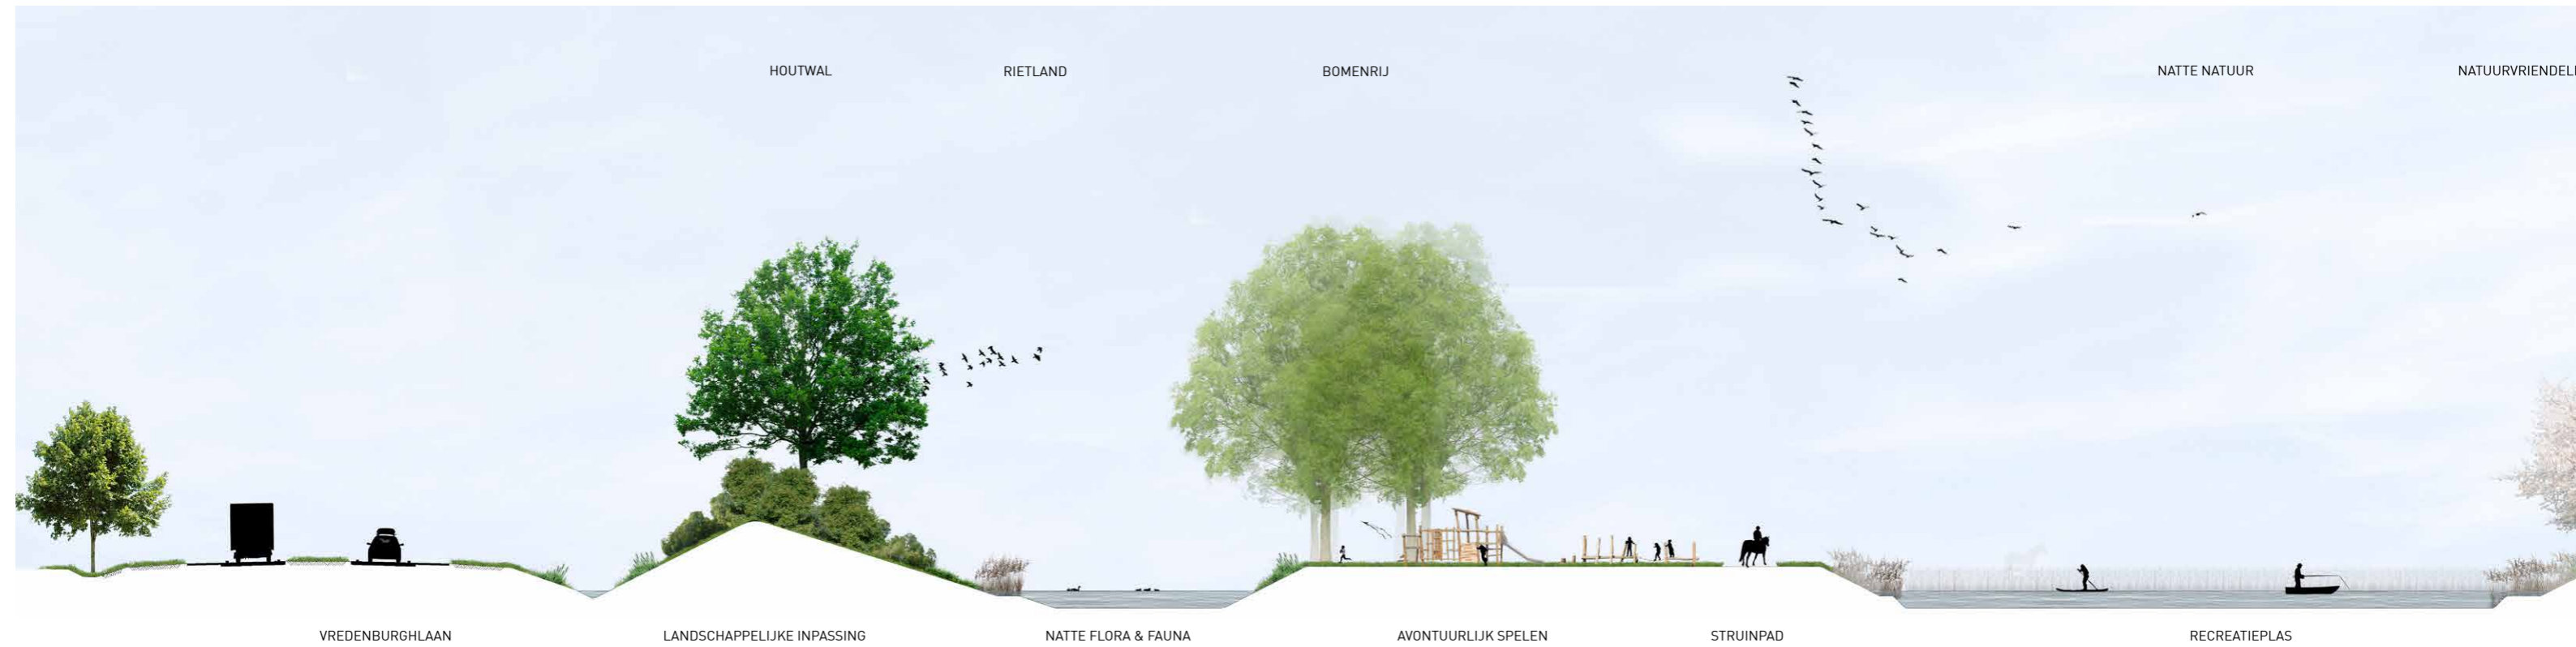 HOUTWAL
RIETLAND
BOMENRIJ
NATTE NATUUR
VREDENBURGHLAAN
LANDSCHAPPELIJKE INPASSING
NATTE FLORA & FAUNA
AVONTUURLIJK SPELEN
STRUINPAD
RECREATIEPLAS